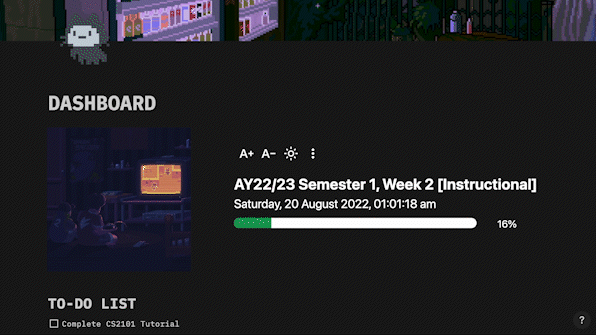 DASHBOARD
A+ A-
AY22/23 Semester 1, Week 2 [Instructional]
Saturday, 20 August 2022, 01:01:18 am
16%
TO-DO LIST
Complete CS2101 Tutorial
?